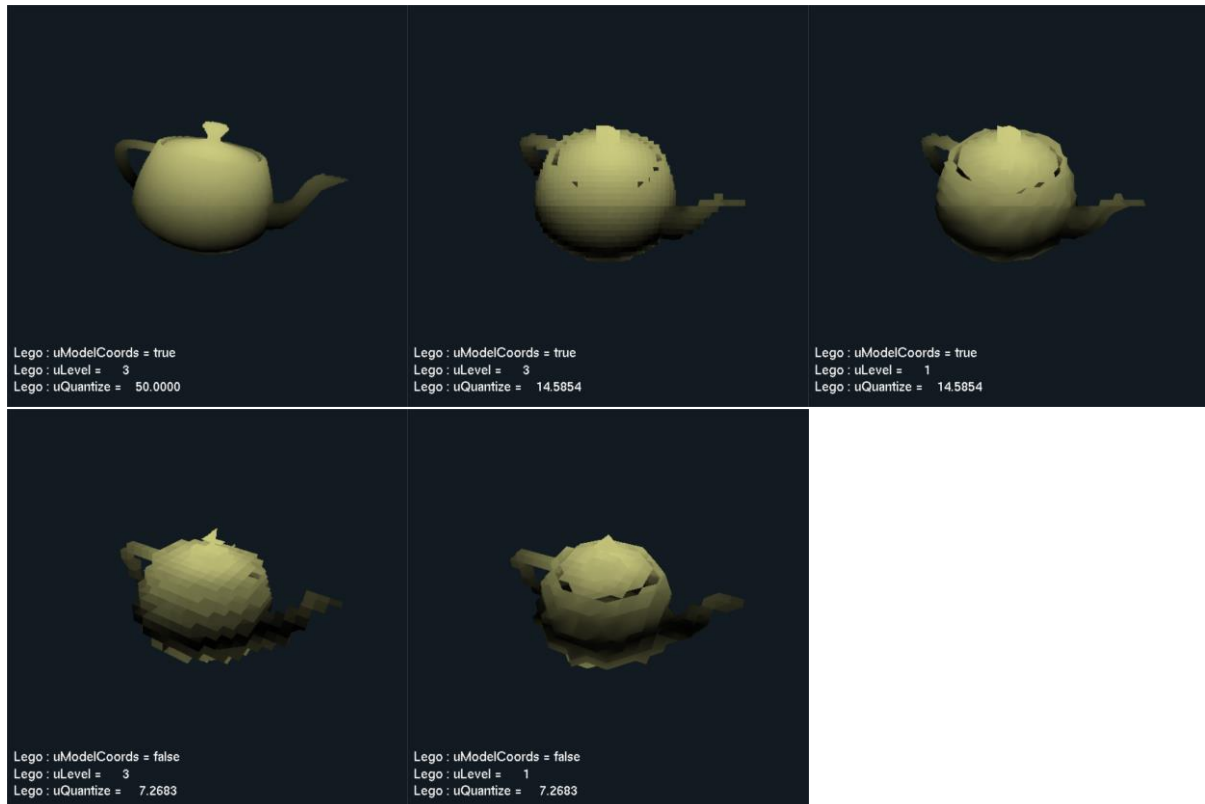 Lego : uModelCoords = true
Lego : uLevel = 3
Lego : uQuantize = 50.0000
Lego : uModelCoords = true
Lego : uLevel = 3
Lego : uQuantize = 14.5854
Lego : uModelCoords = true
Lego : uLevel = 1
Lego : uQuantize = 14.5854
Lego : uModelCoords = false
Lego : uLevel = 3
Lego : uQuantize = 7.2683
Lego : uModelCoords = false
Lego : uLevel = 1
Lego : uQuantize = 7.2683